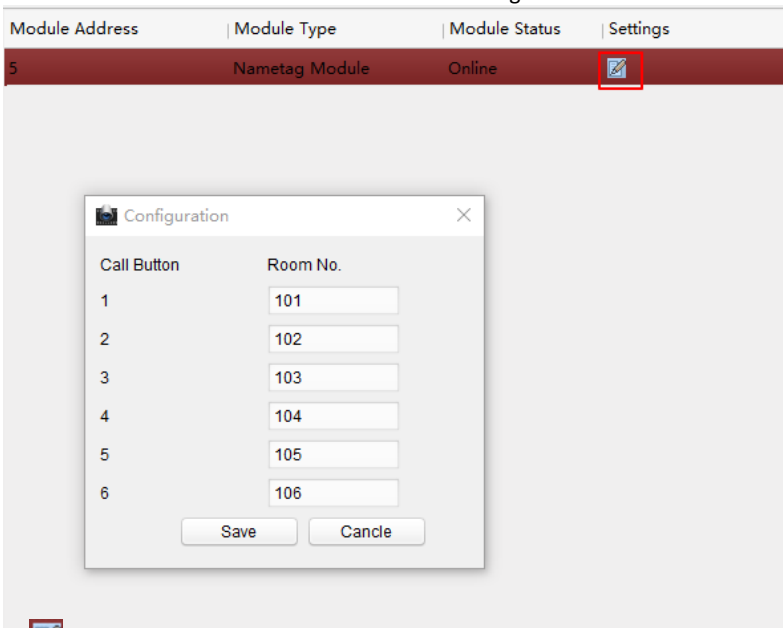 Module Address Module Type Module Status Settings
5 Nametag Module Online
Configuration
Call Button Room No.
1 101
2 102
3 103
4 104
5 105
6 106
Save Cancle